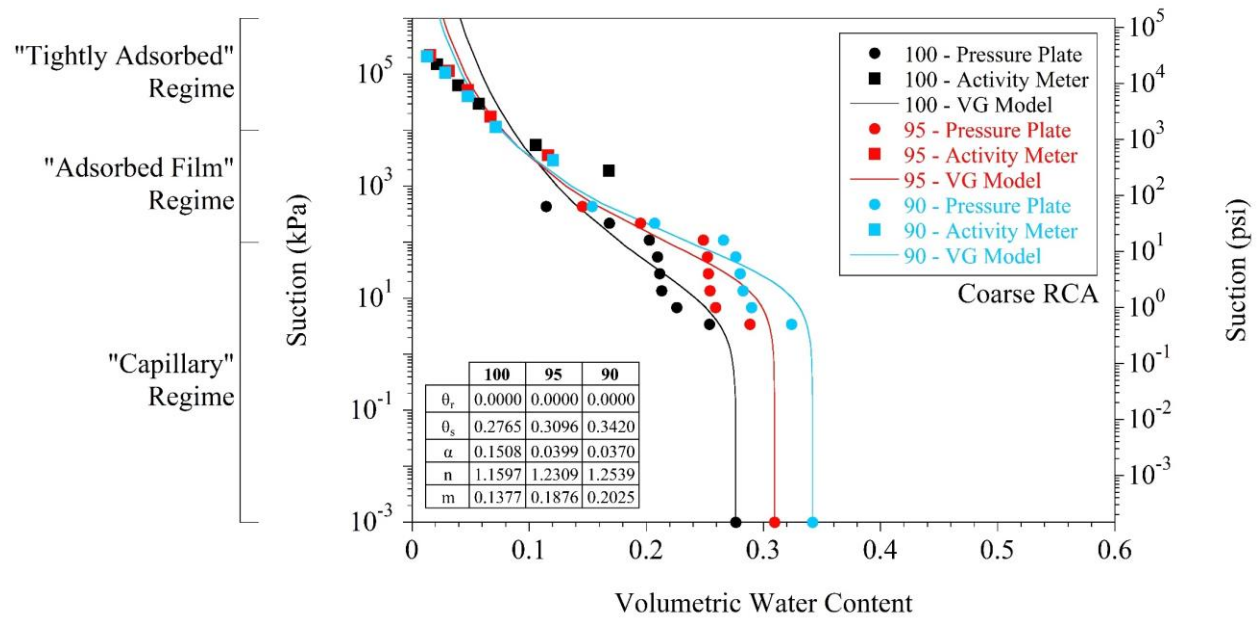 "Tightly Adsorbed"
Regime
"Adsorbed Film"
Regime
"Capillary"
Regime
Suction (kPa)
10^5
10^3
10^1
10^-1
10^-3
100 - Pressure Plate
100 - Activity Meter
100 - VG Model
95 - Pressure Plate
95 - Activity Meter
95 - VG Model
90 - Pressure Plate
90 - Activity Meter
90 - VG Model
Coarse RCA
100 95 90
θr 0.0000 0.0000 0.0000
θs 0.2765 0.3096 0.3420
α 0.1508 0.0399 0.0370
n 1.1597 1.2309 1.2539
m 0.1377 0.1876 0.2025
10^5
10^4
10^3
10^2
10^1
10^0
10^-1
10^-2
10^-3
Suction (psi)
0 0.1 0.2 0.3 0.4 0.5 0.6
Volumetric Water Content